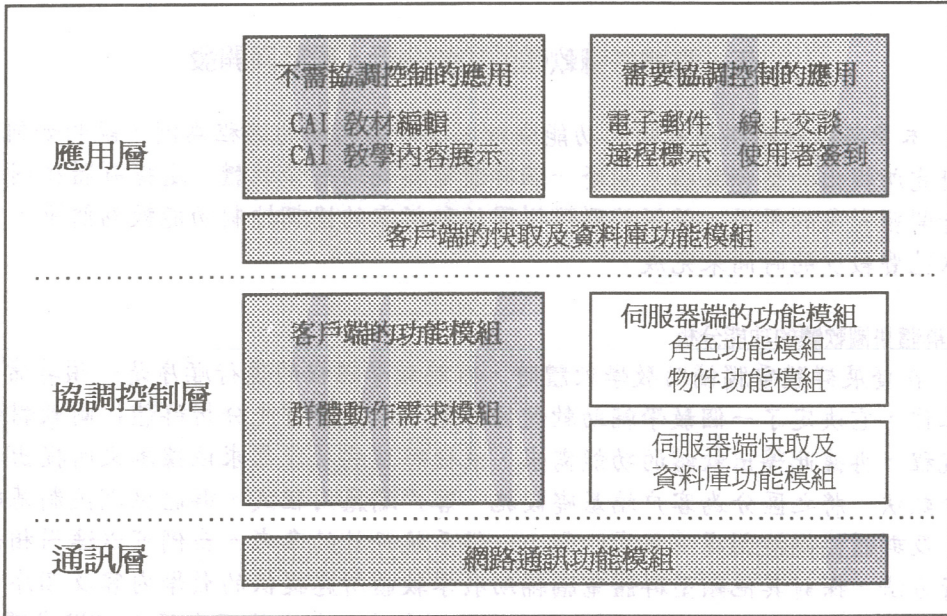 不需協調控制的應用
CAI 教材編輯
CAI 教學內容展示
需要協調控制的應用
電子郵件 線上交談
遠程標示 使用者簽到
應用層
客戶端的快取及資料庫功能模組
客戶端的功能模組
群體動作需求模組
伺服器端的功能模組
角色功能模組
物件功能模組
協調控制層
伺服器端快取及
資料庫功能模組
通訊層
網路通訊功能模組